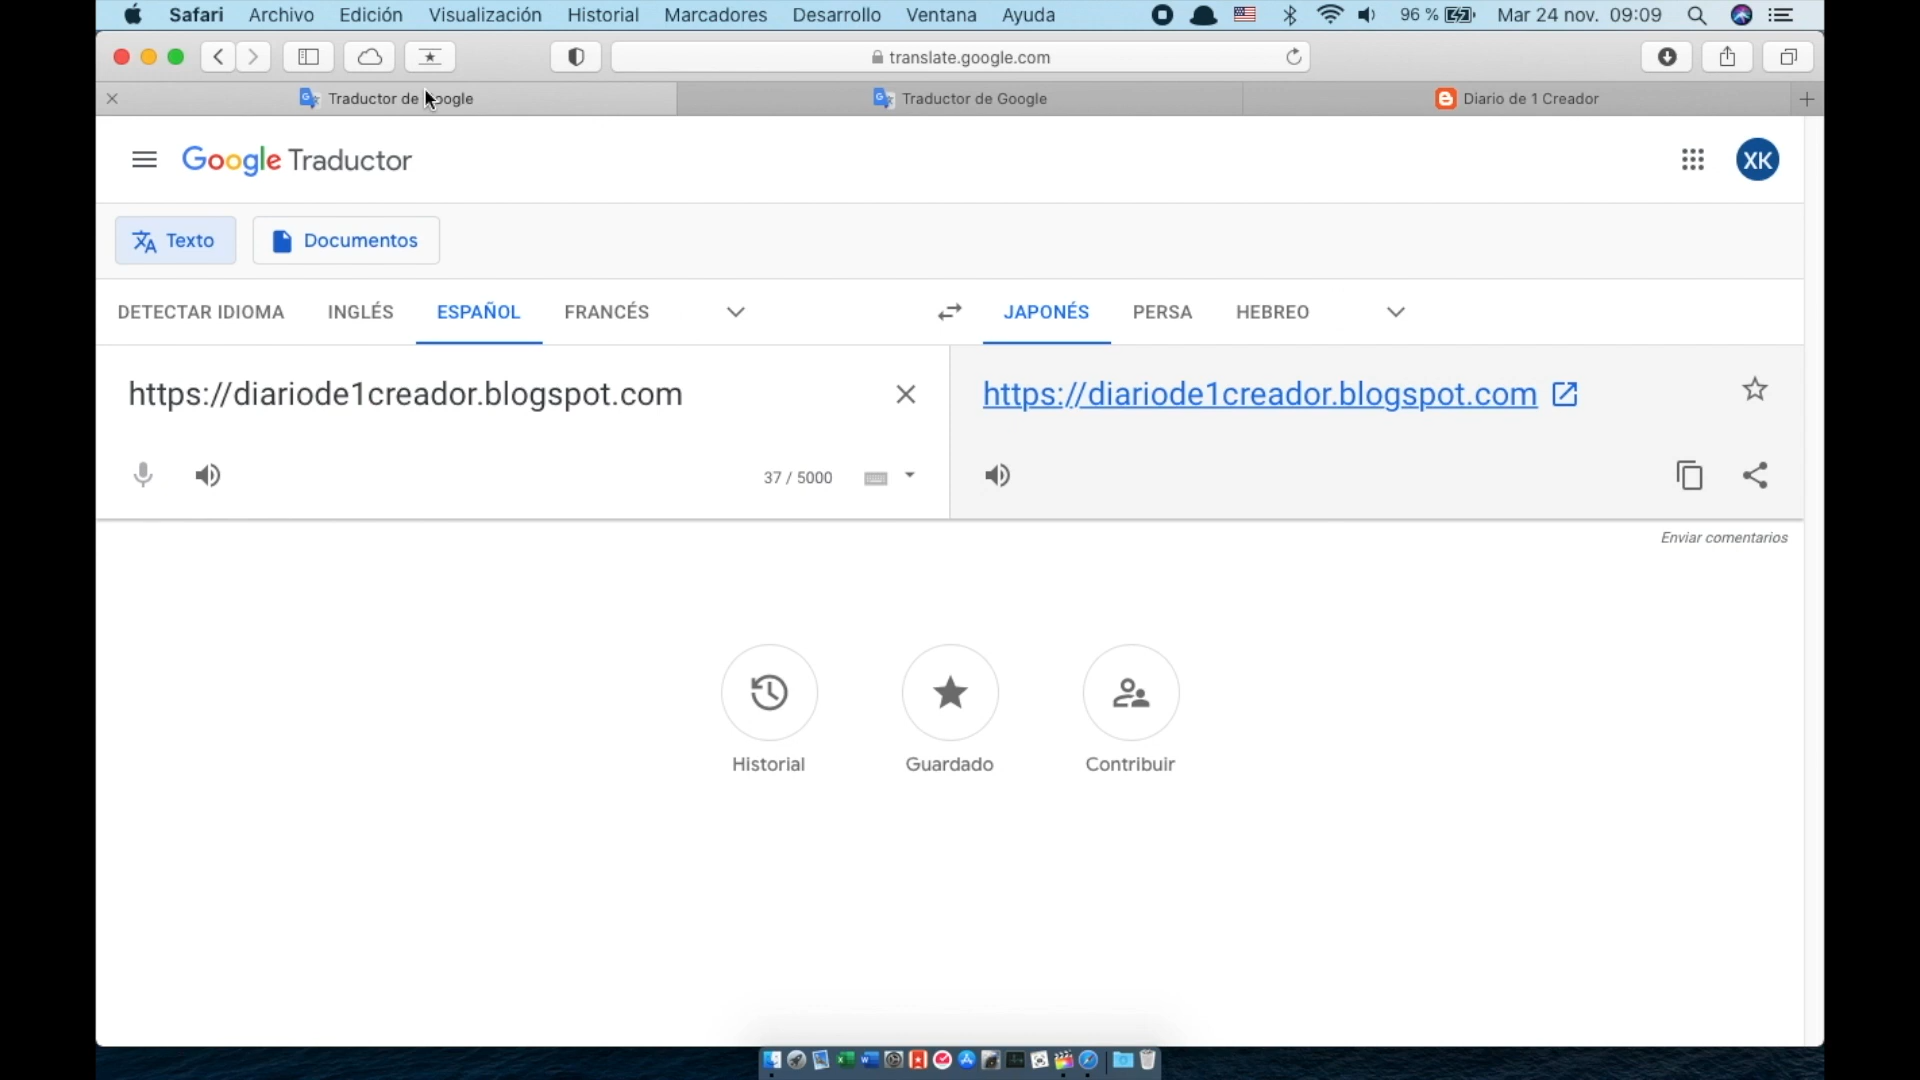 Safari Archivo Edición Visualización Historial Marcadores Desarrollo Ventana Ayuda 96 % Mar 24 nov. 09:09
translate.google.com
Traductor de Google Traductor de Google Diario de 1 Creador
Google Traductor XK
Texto Documentos
DETECTAR IDIOMA INGLÉS ESPAÑOL FRANCÉS JAPONÉS PERSA HEBREO
https://diariode1creador.blogspot.com https://diariode1creador.blogspot.com
37 / 5000
Enviar comentarios
Historial Guardado Contribuir